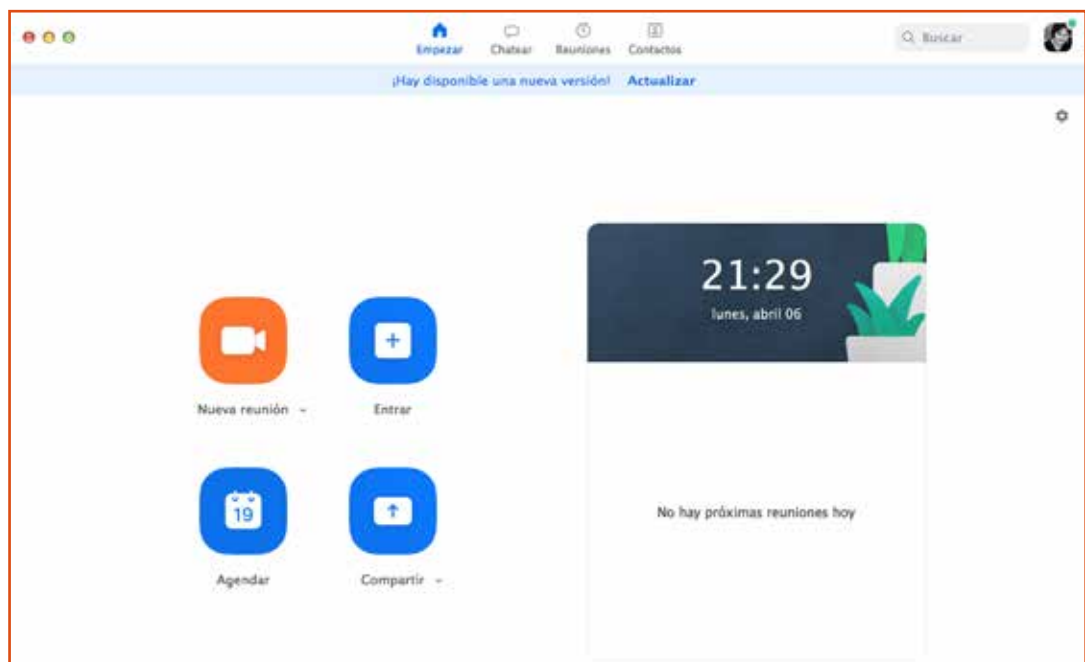 Empezar Chatear Reuniones Contactos
Buscar
¡Hay disponible una nueva versión! Actualizar
21:29
lunes, abril 06
Nueva reunión Entrar
19
Agendar Compartir
No hay próximas reuniones hoy